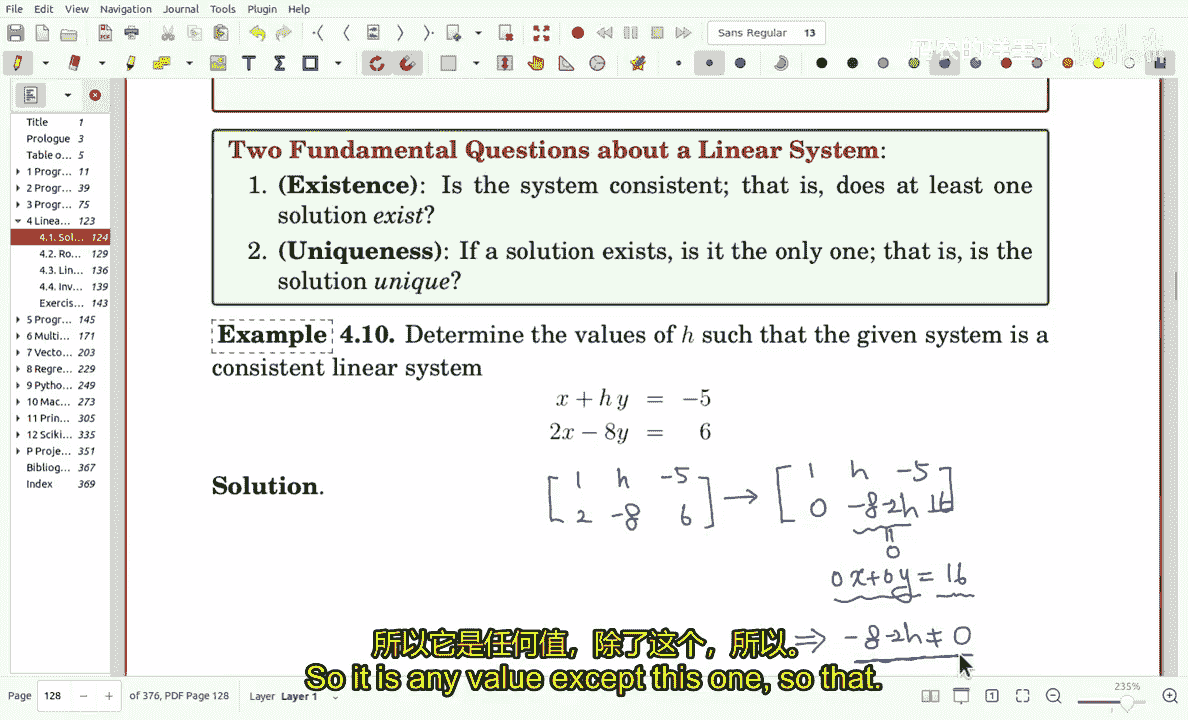 File Edit View Navigation Journal Tools Plugin Help
Sans Regular 13
Title 1
Prologue 3
Table o... 5
1 Progr... 11
2 Progr... 39
3 Progr... 75
4 Linea... 123
4.1. Sol... 124
4.2. Ro... 129
4.3. Lin... 136
4.4. Inv... 139
Exercis... 143
5 Progr... 145
6 Multi... 171
7 Vecto... 203
8 Regre... 229
9 Pytho... 249
10 Mac... 273
11 Prin... 305
12 Sciki... 335
P Proje... 351
Bibliog... 367
Index 369
Two Fundamental Questions about a Linear System:
1. (Existence): Is the system consistent; that is, does at least one
solution exist?
2. (Uniqueness): If a solution exists, is it the only one; that is, is the
solution unique?
Example 4.10. Determine the values of h such that the given system is a
consistent linear system
x + h y = −5
2x − 8y = 6
Solution.
[ 1 h -5 ] → [ 1 h -5 ]
[ 2 -8 6 ] [ 0 -8-2h 16 ]
0
0x+0y = 16
⇒ -8-2h ≠ 0
所以它是任何值，除了这个，所以。
So it is any value except this one, so that.
Page 128 of 376, PDF Page 128 Layer Layer 1 235%